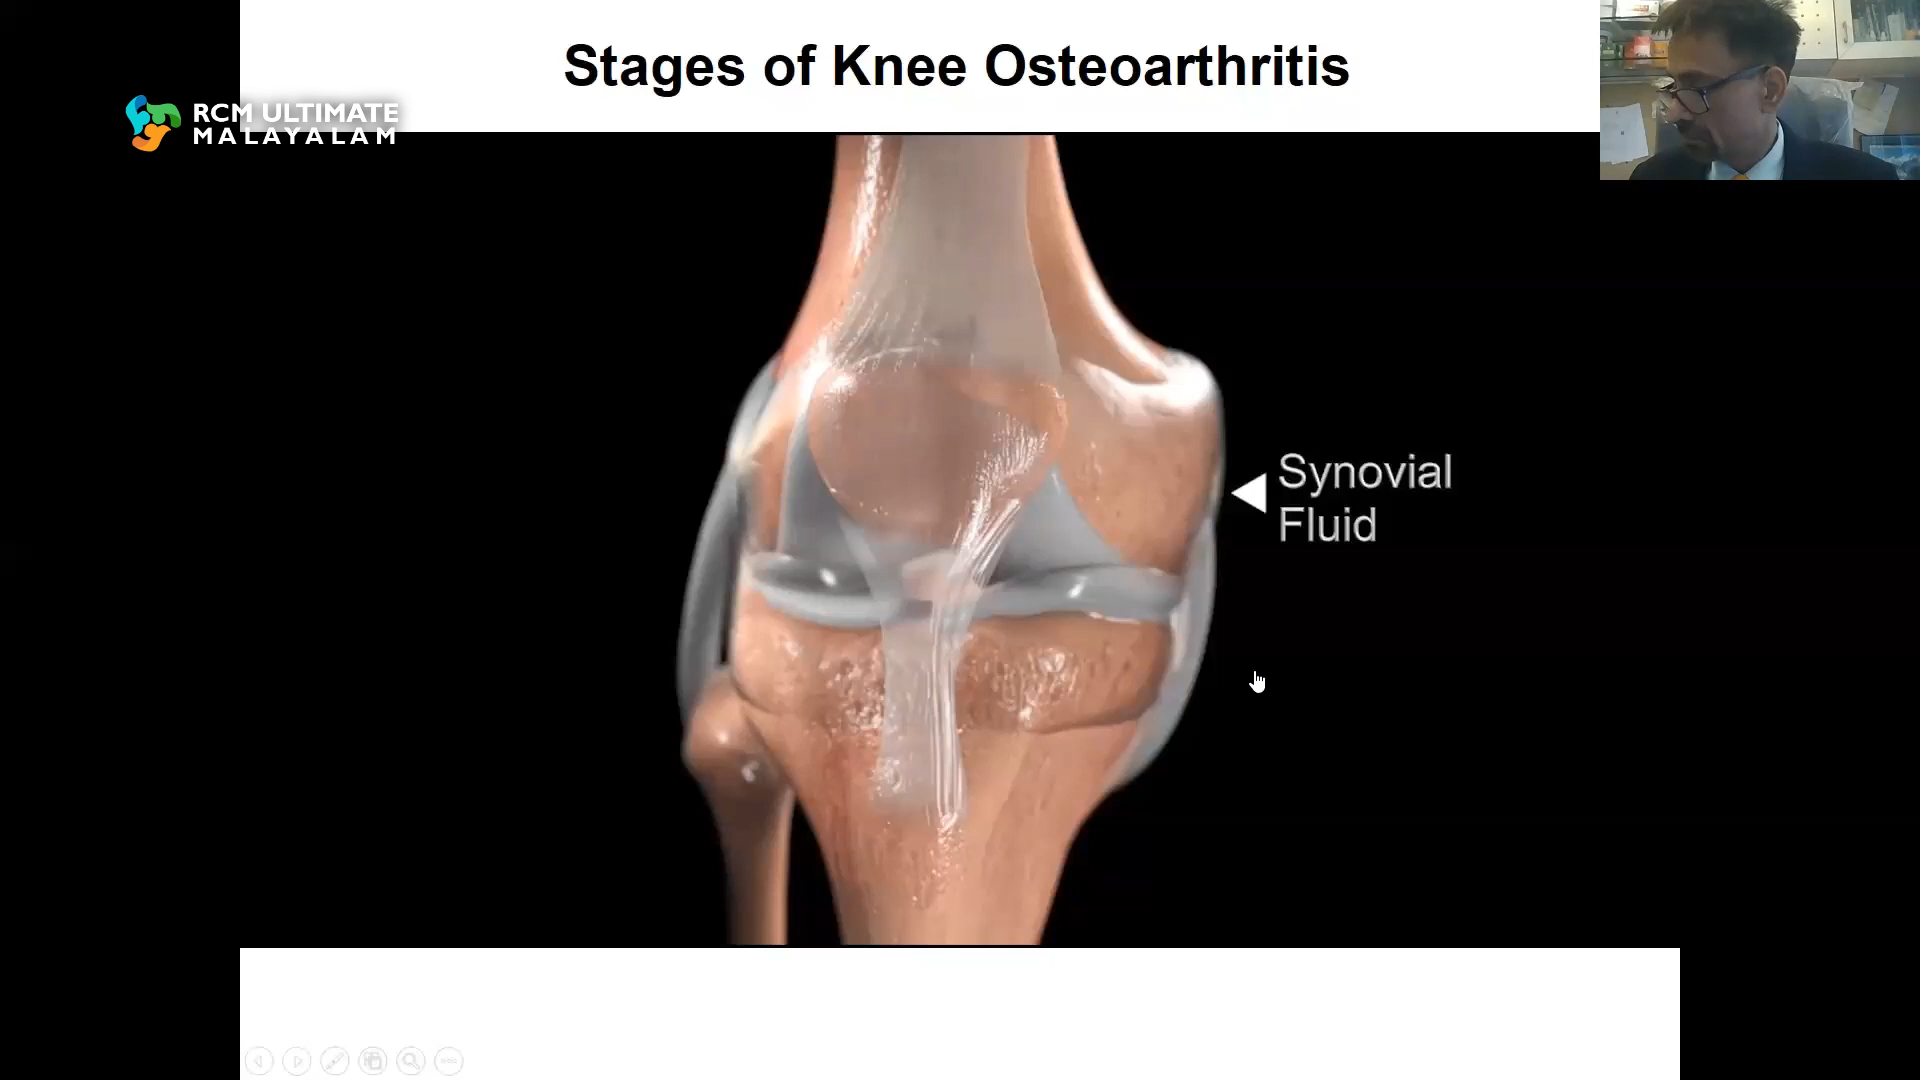 Stages of Knee Osteoarthritis
RCM ULTIMATE
MALAYALAM
Synovial
Fluid